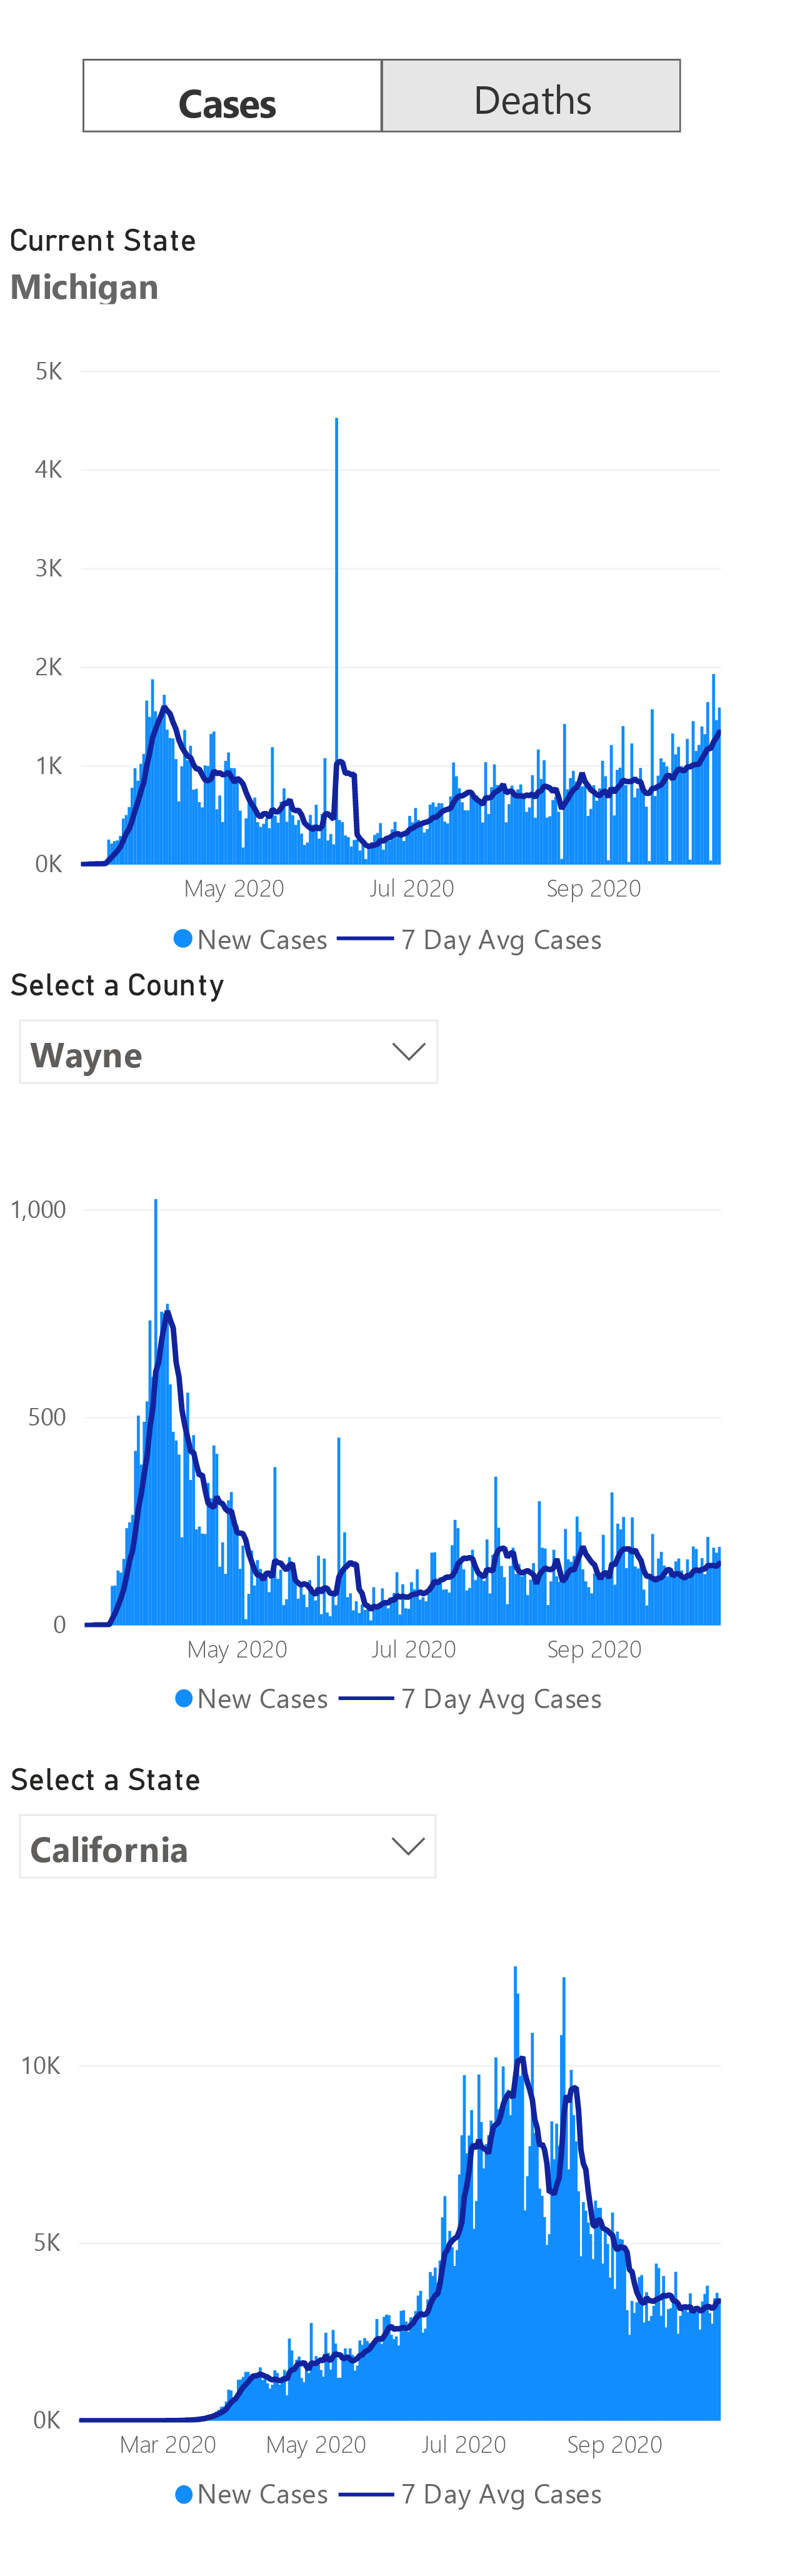 Cases Deaths
Current State
Michigan
5K
4K
3K
2K
1K
0K
May 2020 Jul 2020 Sep 2020
New Cases 7 Day Avg Cases
Select a County
Wayne
1,000
500
0
May 2020 Jul 2020 Sep 2020
New Cases 7 Day Avg Cases
Select a State
California
10K
5K
0K
Mar 2020 May 2020 Jul 2020 Sep 2020
New Cases 7 Day Avg Cases